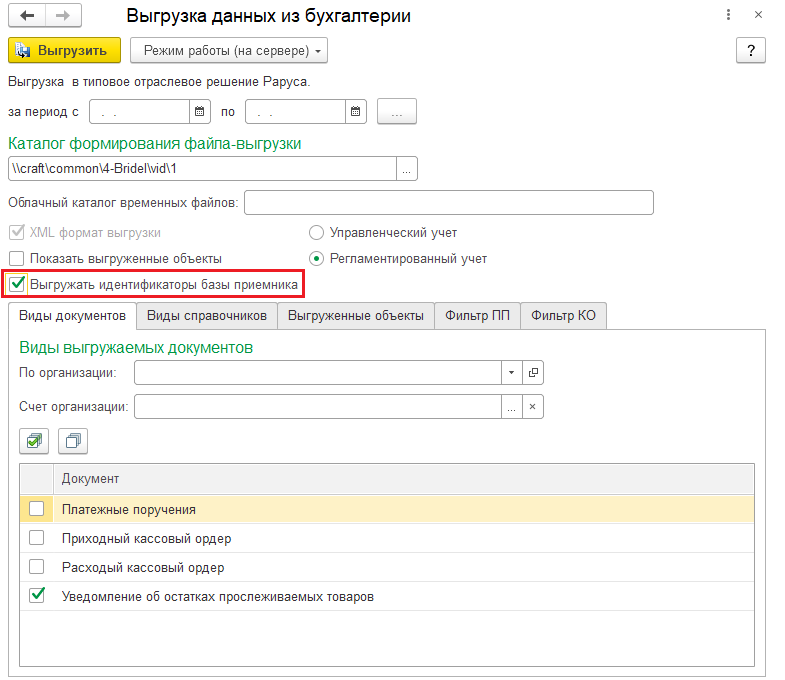 Выгрузка данных из бухгалтерии
Выгрузить Режим работы (на сервере) ?
Выгрузка в типовое отраслевое решение Раруса.
за период с . . по . . ...
Каталог формирования файла-выгрузки
\\craft\common\4-Bridel\vid\1 ...
Облачный каталог временных файлов:
XML формат выгрузки Управленческий учет
Показать выгруженные объекты Регламентированный учет
Выгружать идентификаторы базы приемника
Виды документов Виды справочников Выгруженные объекты Фильтр ПП Фильтр КО
Виды выгружаемых документов
По организации:
Счет организации: ... ×
Документ
Платежные поручения
Приходный кассовый ордер
Расходый кассовый ордер
Уведомление об остатках прослеживаемых товаров